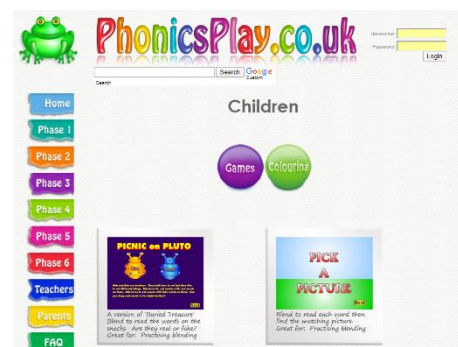 PhonicsPlay.co.uk
Username
Password
Login
Search
Google
Custom
Search
Home
Phase 1
Phase 2
Phase 3
Phase 4
Phase 5
Phase 6
Teachers
Parents
FAQ
Children
Games
Colouring
PICNIC on PLUTO
A version of 'Buried Treasure'
Blend to read the words on the
snacks. Are they real or fake?
Great for: Practising blending
PICK
A
PICTURE
Blend to read each word then
find the matching picture.
Great for: Practising blending